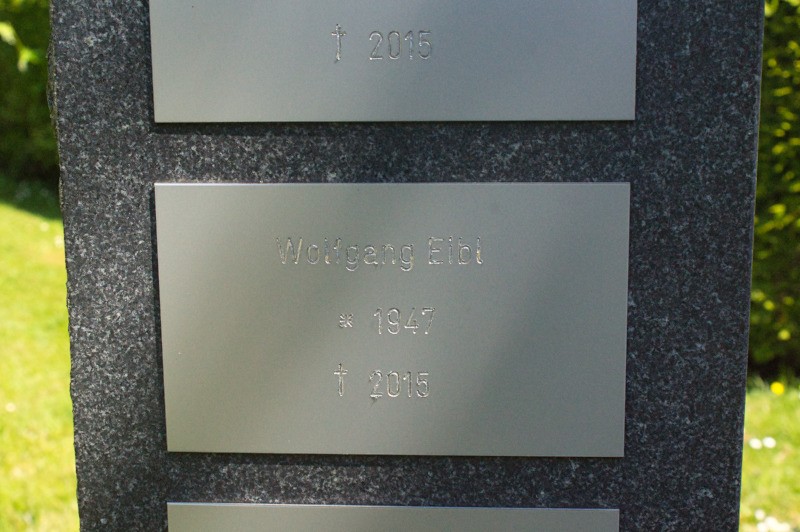 † 2015
Wolfgang Eibl
* 1947
† 2015